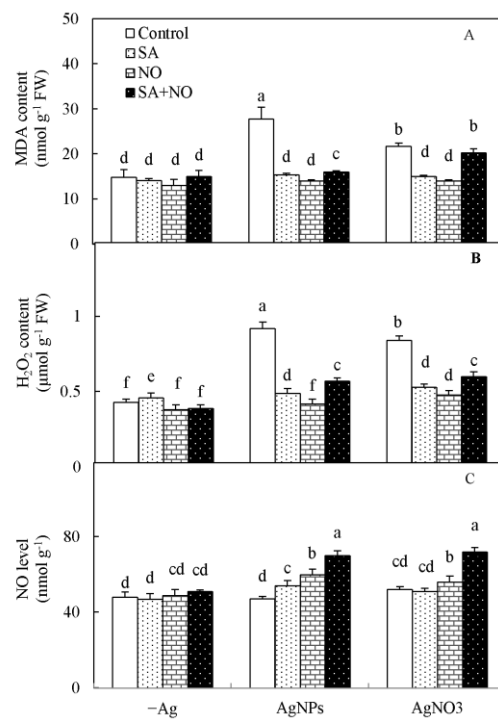 50
Control
A
SA
40
NO
SA+NO
a
30
b
b
20
d
d
d
d
d
d
c
d
d
10
0
MDA content
(nmol g⁻¹ FW)
B
a
1
b
c
c
d
d
d
0.5
f
e
f
f
f
0
H₂O₂ content
(μmol g⁻¹ FW)
C
a
a
80
b
b
c
cd
cd
d
d
cd
cd
d
40
0
NO level
(nmol g⁻¹)
−Ag
AgNPs
AgNO3